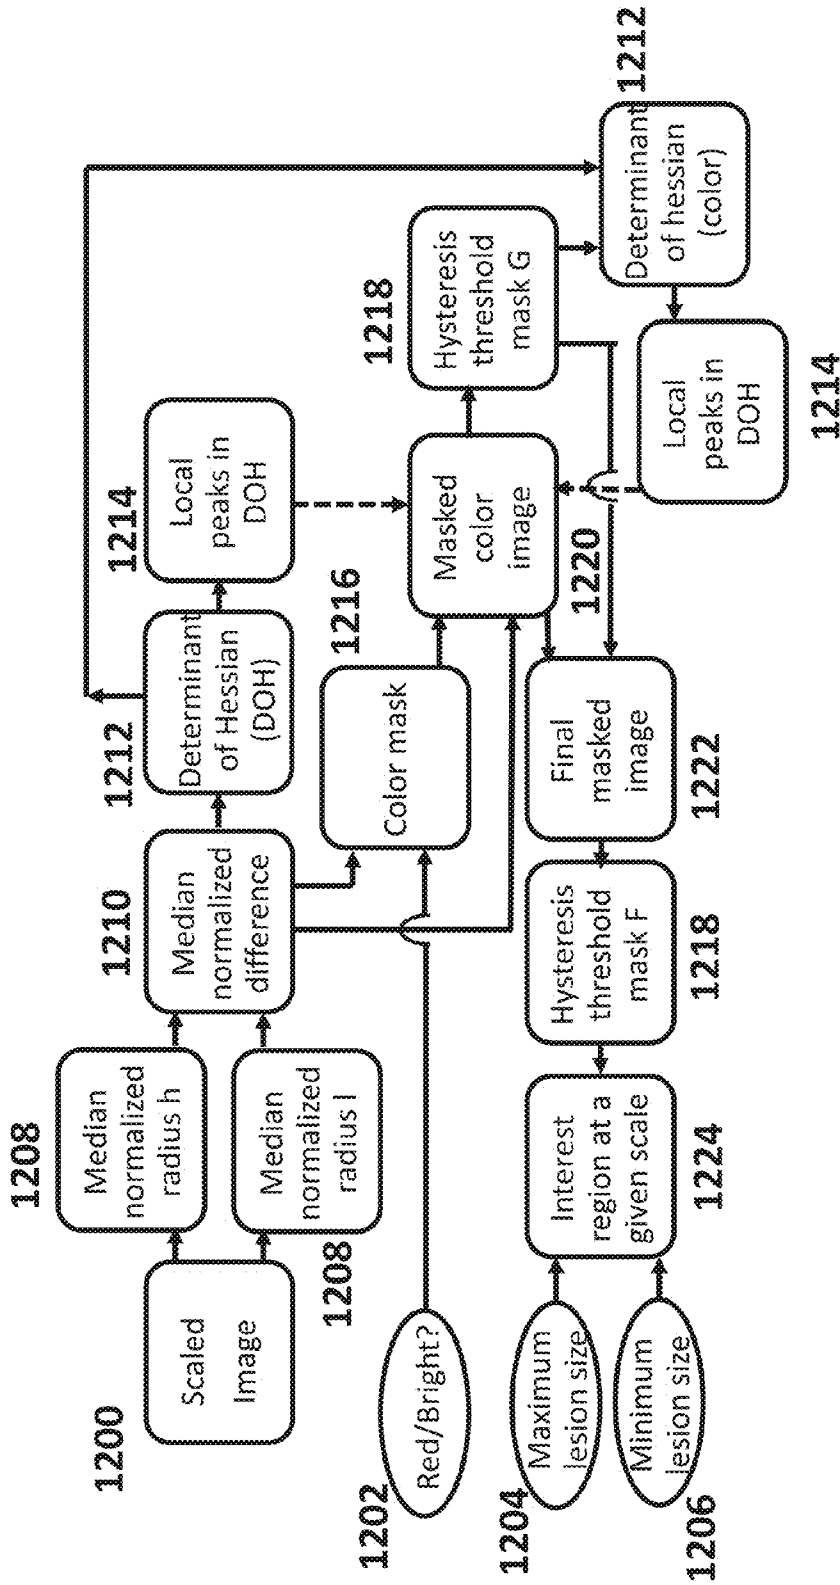 1200
Scaled
Image
1208
Median
normalized
radius h
Median
normalized
radius l
1208
1210
Median
normalized
difference
1212
Determinant
of Hessian
(DOH)
1214
Local
peaks in
DOH
1202
Red/Bright?
1216
Color mask
Masked
color
image
1218
Hysteresis
threshold
mask G
1212
Determinant
of hessian
(color)
Local
peaks in
DOH
1214
1220
1204
Maximum
lesion size
1206
Minimum
lesion size
Interest
region at a
given scale
1224
Hysteresis
threshold
mask F
1218
Final
masked
image
1222